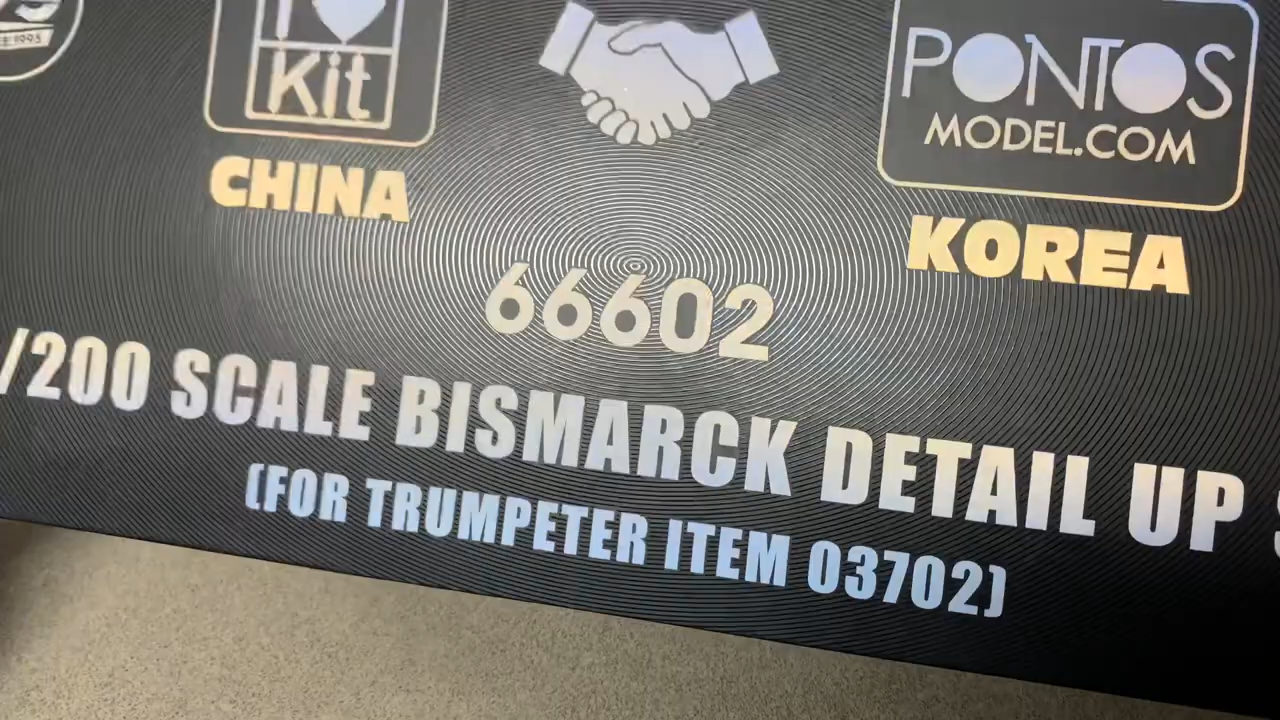 I
Kit
CHINA
PONTOS
MODEL.COM
KOREA
66602
/200 SCALE BISMARCK DETAIL UP
(FOR TRUMPETER ITEM 03702)